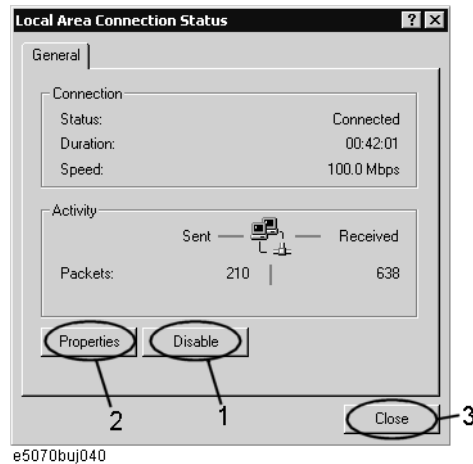 Local Area Connection Status ? X
General
Connection
Status: Connected
Duration: 00:42:01
Speed: 100.0 Mbps
Activity
Sent Received
Packets: 210 638
Properties Disable
2 1
Close 3
e5070buj040